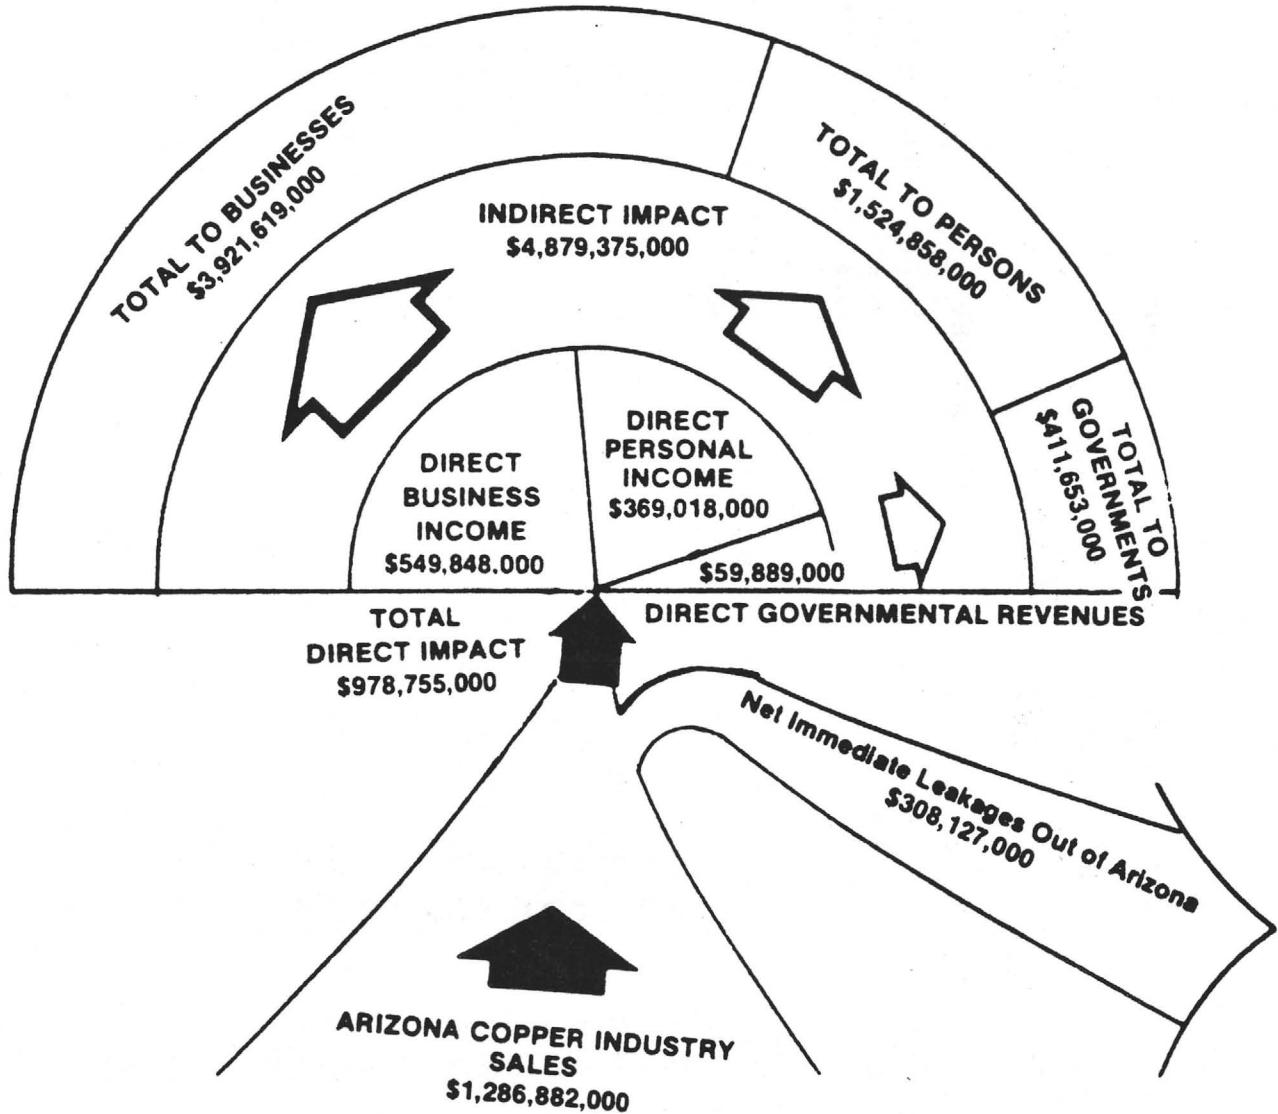 TOTAL TO BUSINESSES
$3,921,619,000
TOTAL TO PERSONS
$1,524,858,000
TOTAL TO
GOVERNMENTS
$411,653,000
INDIRECT IMPACT
$4,879,375,000
DIRECT
BUSINESS
INCOME
$549,848.000
DIRECT
PERSONAL
INCOME
$369,018,000
$59,889,000
DIRECT GOVERNMENTAL REVENUES
TOTAL
DIRECT IMPACT
$978,755,000
Net Immediate Leakages Out of Arizona
$308,127,000
ARIZONA COPPER INDUSTRY
SALES
$1,286,882,000